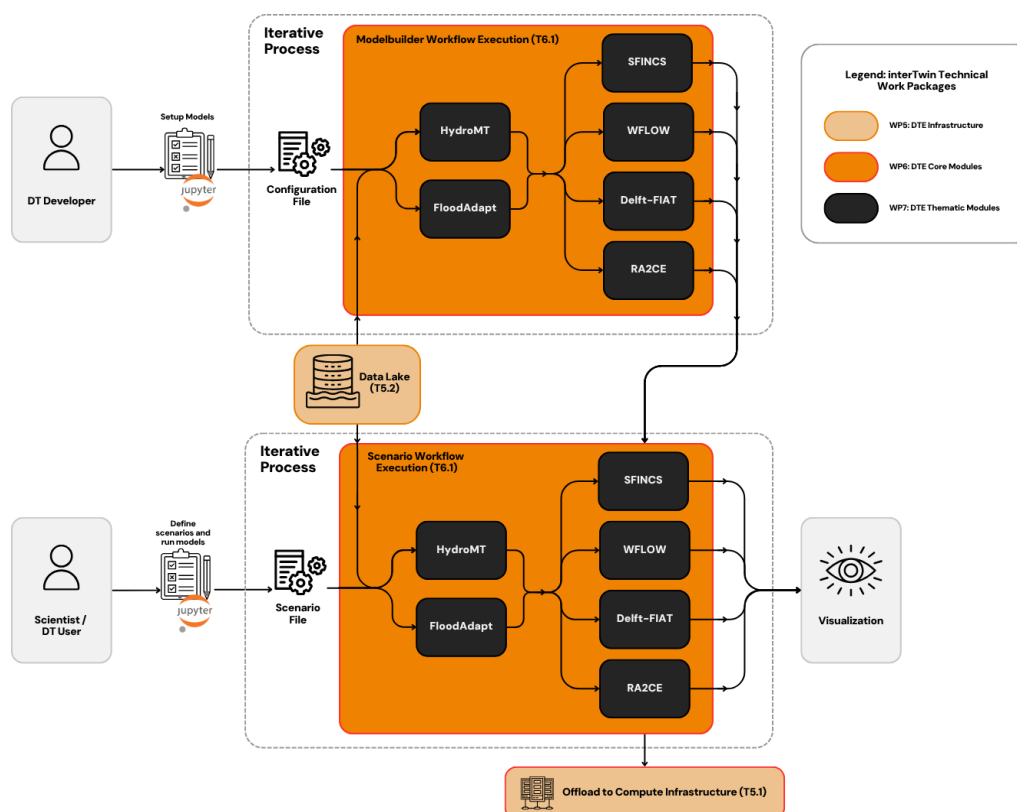 Iterative
Process
Modelbuilder Workflow Execution (T6.1)
SFINCS
HydroMT
WFLOW
FloodAdapt
Delft-FIAT
RA2CE
Setup Models
jupyter
DT Developer
Configuration
File
Legend: interTwin Technical
Work Packages
WP5: DTE Infrastructure
WP6: DTE Core Modules
WP7: DTE Thematic Modules
Data Lake
(T5.2)
Iterative
Process
Scenario Workflow
Execution (T6.1)
SFINCS
HydroMT
WFLOW
FloodAdapt
Delft-FIAT
RA2CE
Define
scenarios and
run models
jupyter
Scientist /
DT User
Scenario
File
Visualization
Offload to Compute Infrastructure (T5.1)